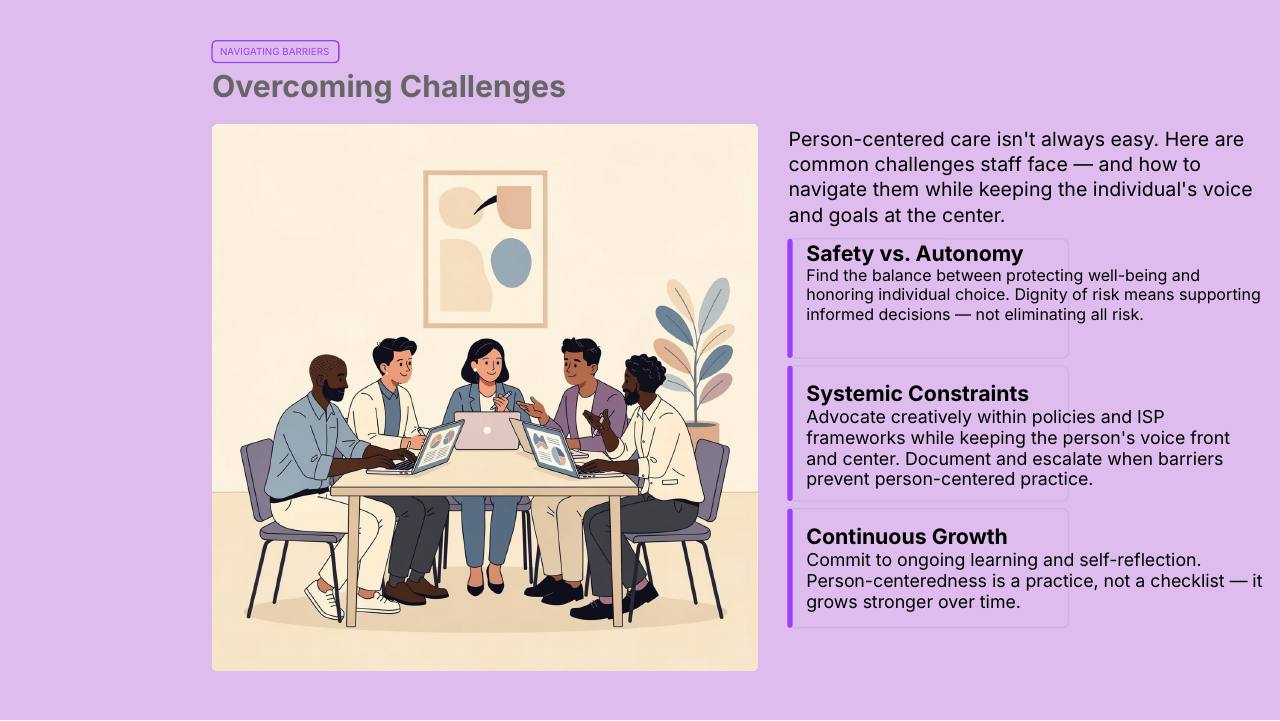 NAVIGATING BARRIERS
Overcoming Challenges
Person-centered care isn't always easy. Here are
common challenges staff face — and how to
navigate them while keeping the individual's voice
and goals at the center.
Safety vs. Autonomy
Find the balance between protecting well-being and
honoring individual choice. Dignity of risk means supporting
informed decisions — not eliminating all risk.
Systemic Constraints
Advocate creatively within policies and ISP
frameworks while keeping the person's voice front
and center. Document and escalate when barriers
prevent person-centered practice.
Continuous Growth
Commit to ongoing learning and self-reflection.
Person-centeredness is a practice, not a checklist — it
grows stronger over time.